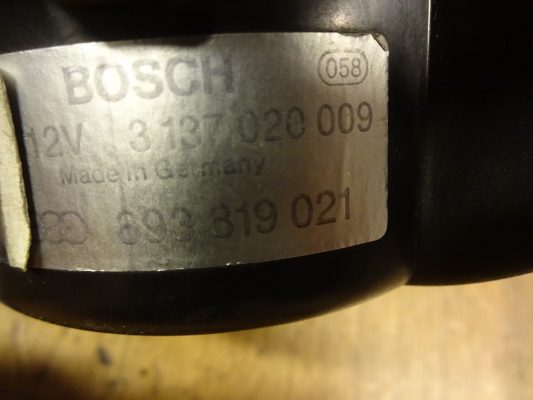 BOSCH 058
12V 3 137 020 009
Made in Germany
893 819 021